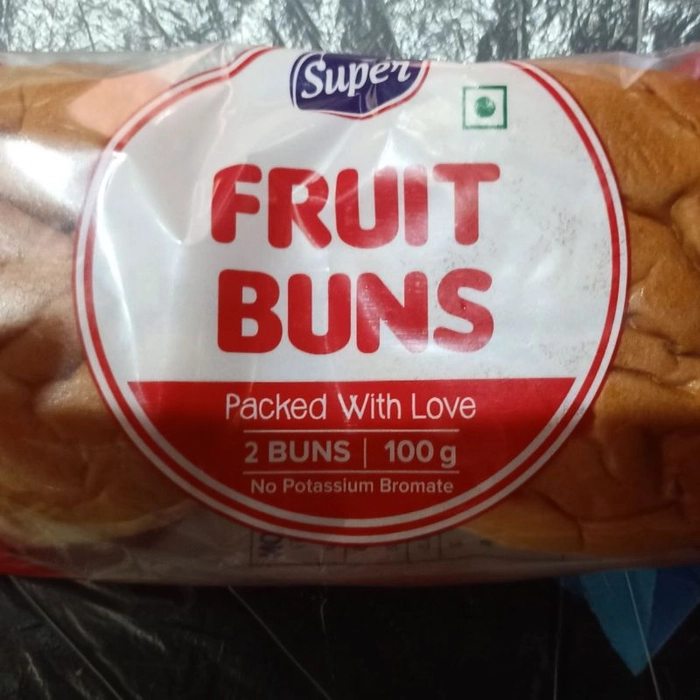 Super
FRUIT
BUNS
Packed With Love
2 BUNS | 100 g
No Potassium Bromate